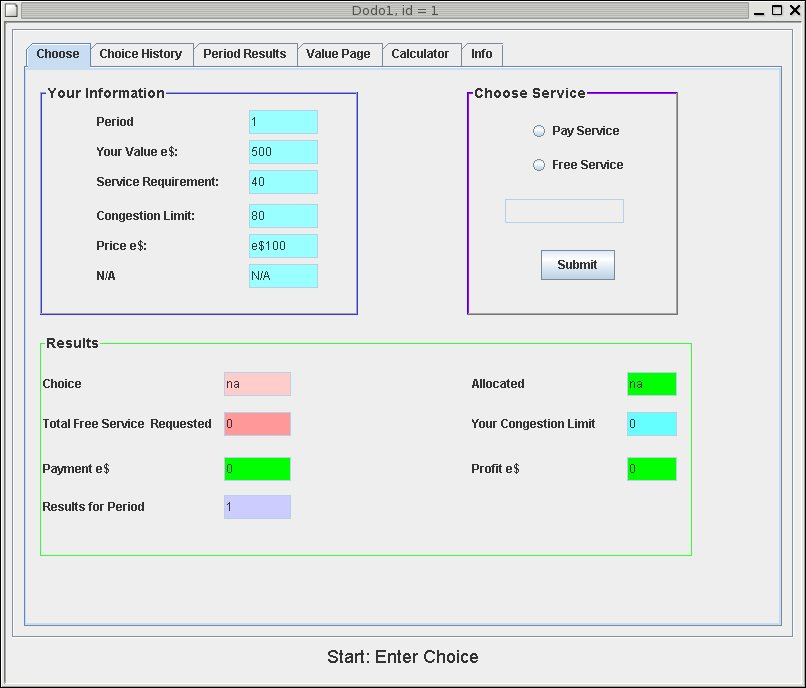 Dodo1, id = 1
Choose Choice History Period Results Value Page Calculator Info
Your Information
Period 1
Your Value e$: 500
Service Requirement: 40
Congestion Limit: 80
Price e$: e$100
N/A N/A
Choose Service
Pay Service
Free Service
Submit
Results
Choice na Allocated na
Total Free Service Requested 0 Your Congestion Limit 0
Payment e$ 0 Profit e$ 0
Results for Period 1
Start: Enter Choice